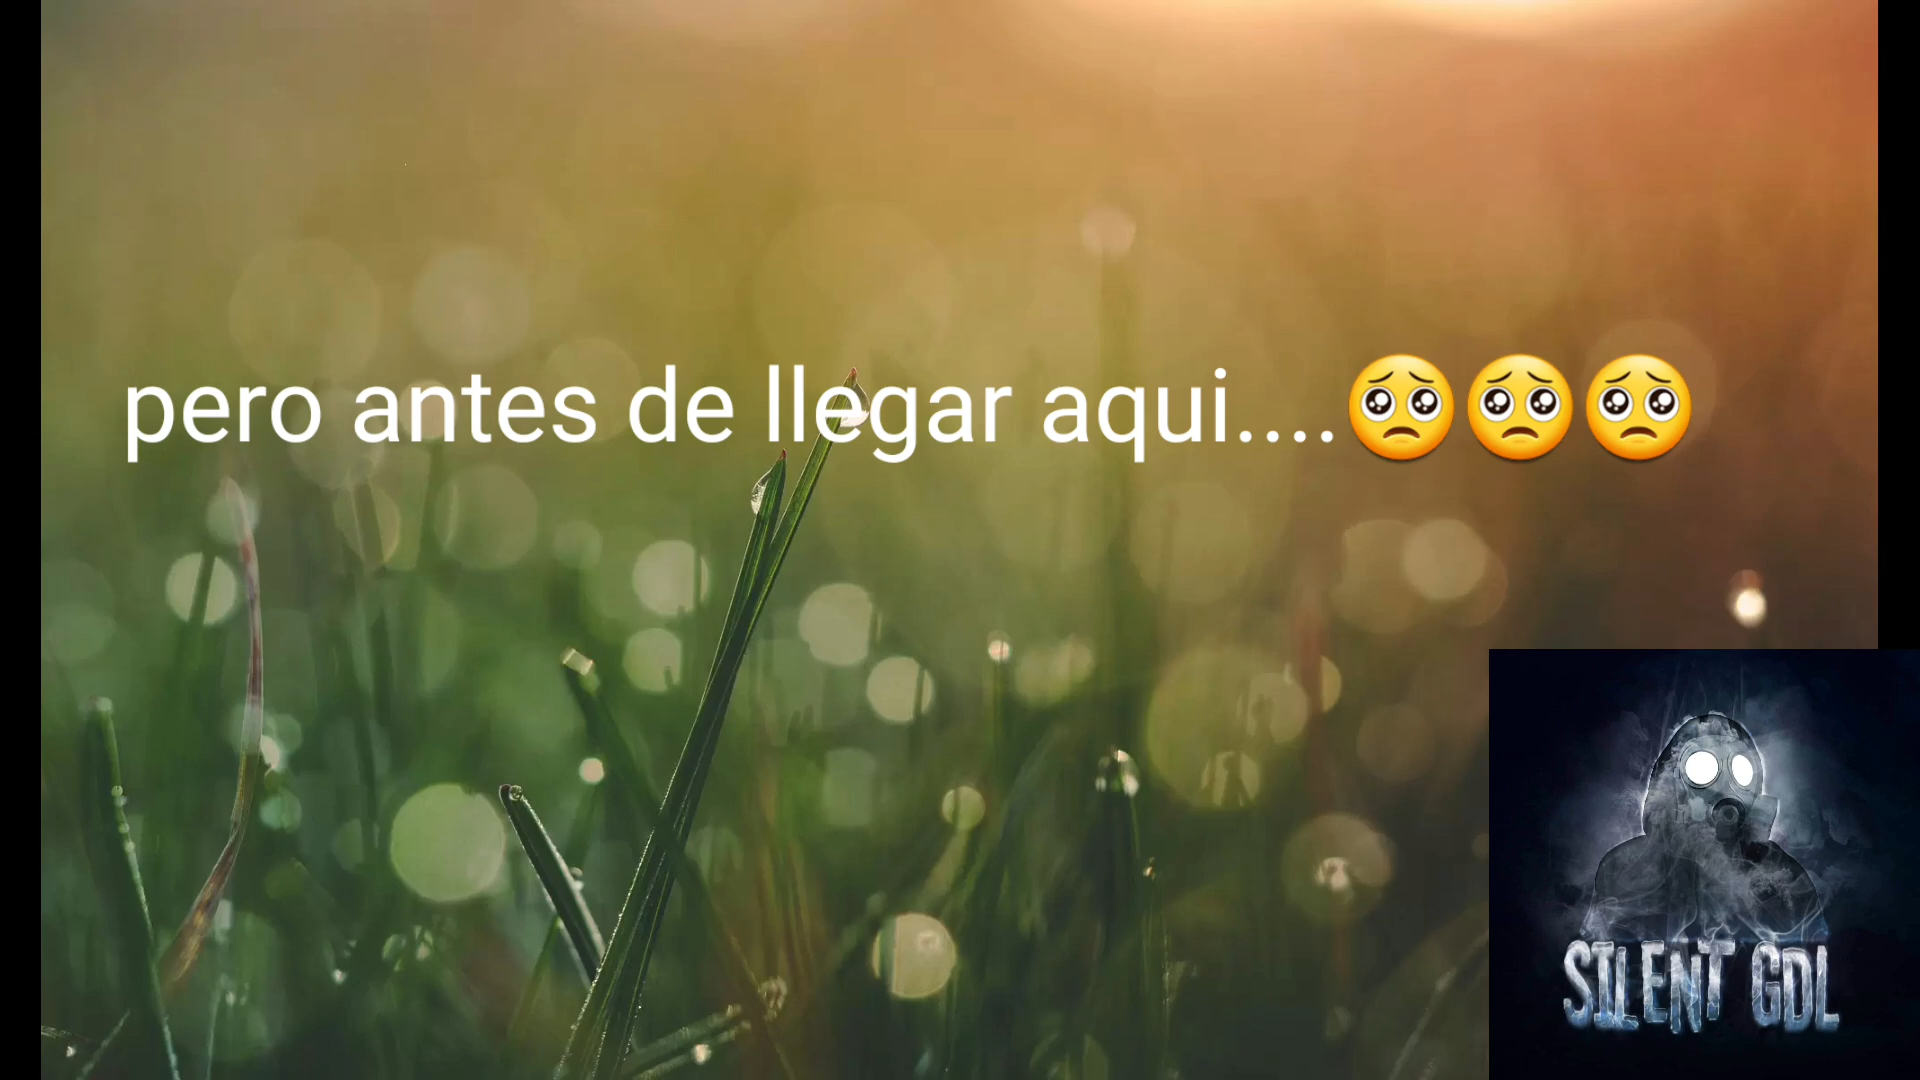 pero antes de llegar aqui....🥺🥺🥺
SILENT GDL